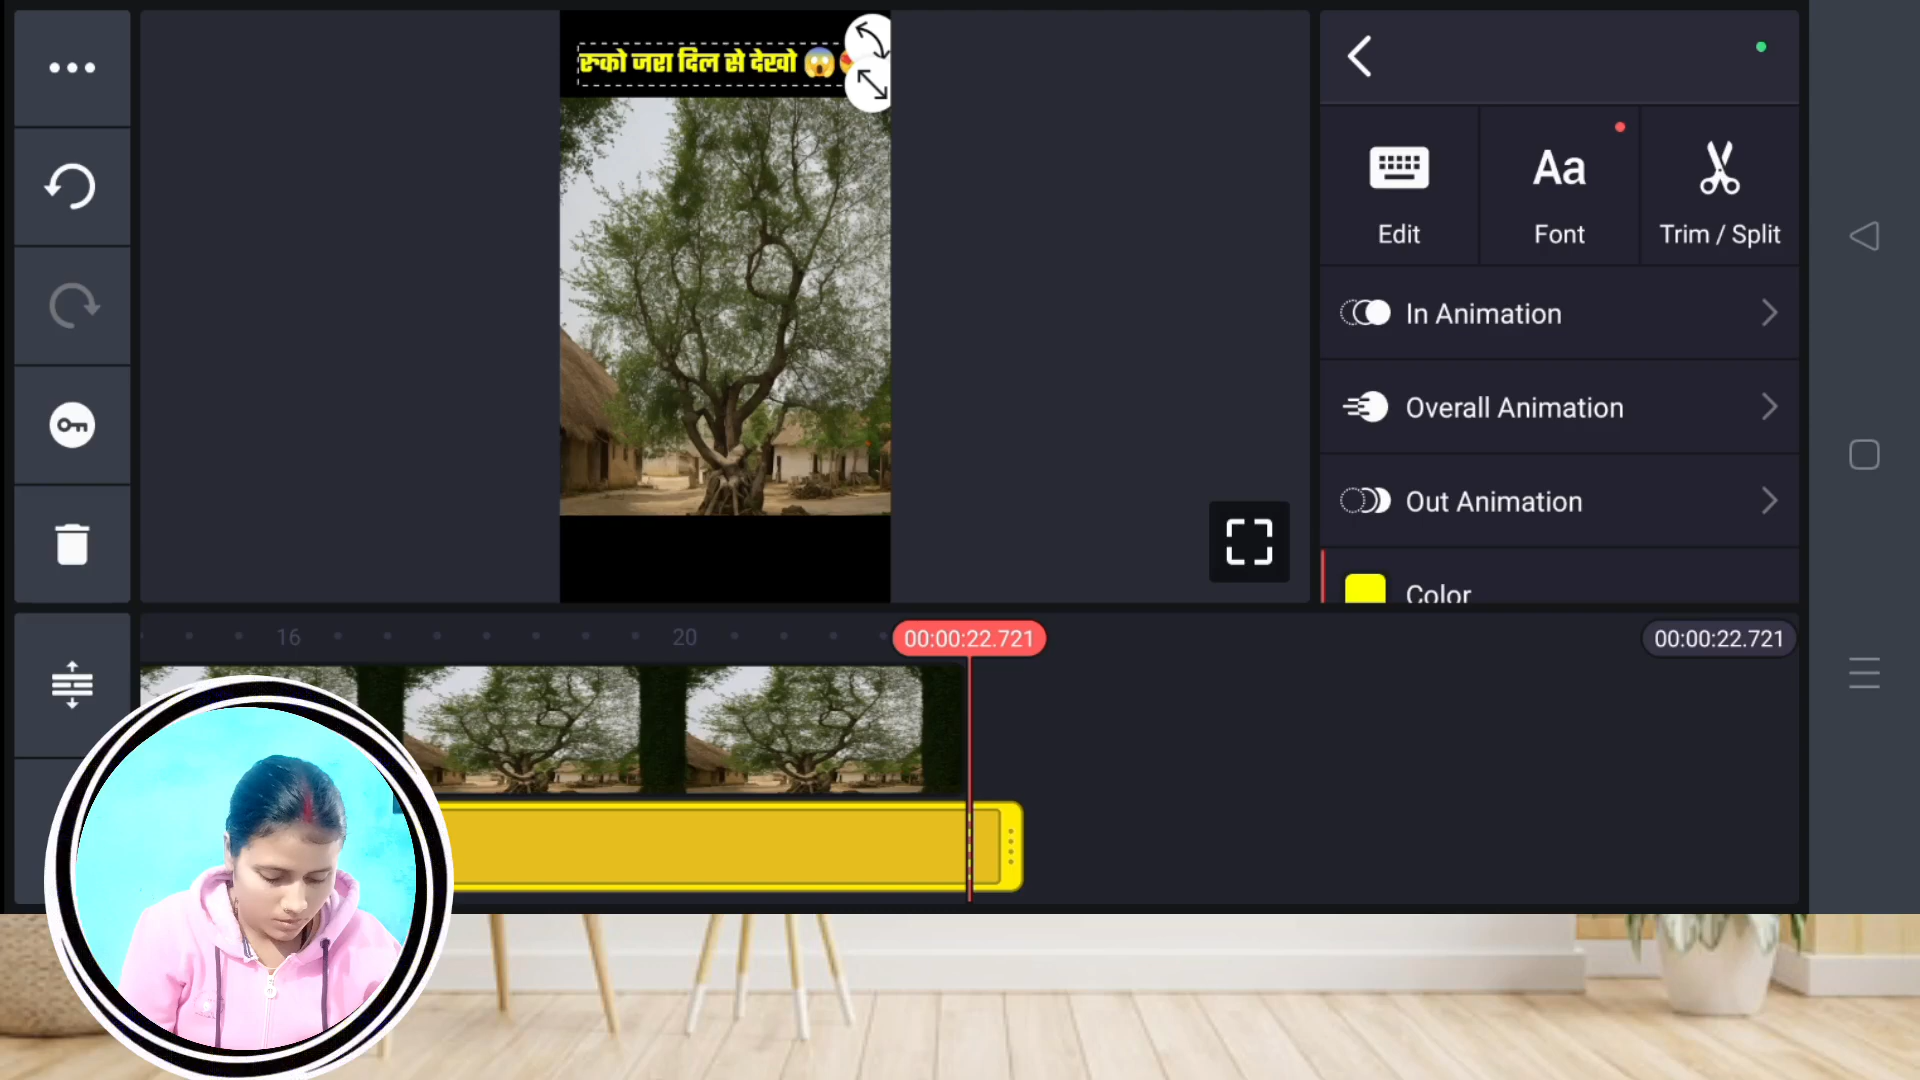 रुको जरा दिल से देखो 😱
Edit
Font
Aa
Trim / Split
In Animation
Overall Animation
Out Animation
Color
16
20
00:00:22.721
00:00:22.721